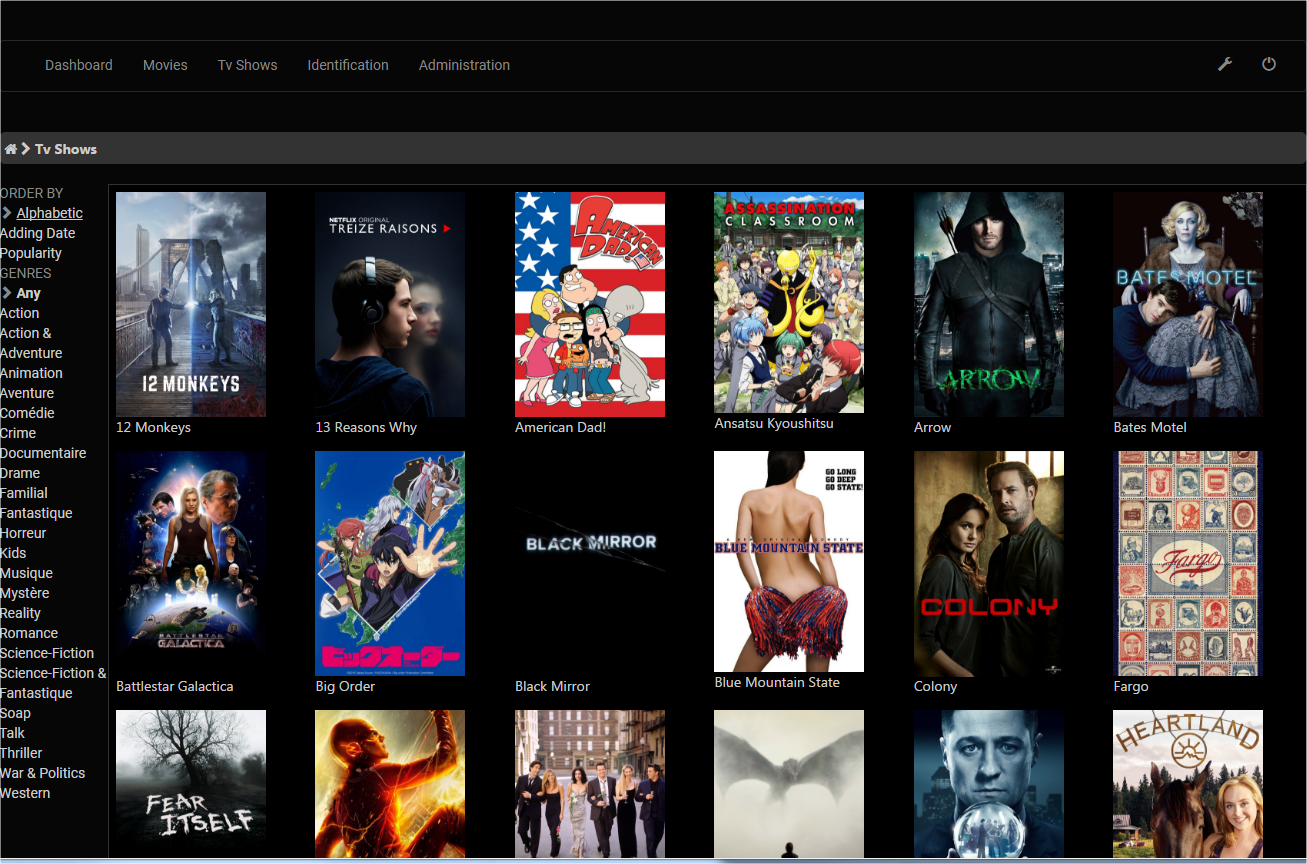 Dashboard Movies Tv Shows Identification Administration
Tv Shows
ORDER BY
Alphabetic
Adding Date
Popularity
GENRES
Any
Action
Action &
Adventure
Animation
Aventure
Comédie
Crime
Documentaire
Drame
Familial
Fantastique
Horreur
Kids
Musique
Mystère
Reality
Romance
Science-Fiction
Science-Fiction &
Fantastique
Soap
Talk
Thriller
War & Politics
Western
12 MONKEYS
12 Monkeys
NETFLIX ORIGINAL
TREIZE RAISONS
13 Reasons Why
AMERICAN
DAD!
American Dad!
ASSASSINATION
CLASSROOM
Ansatsu Kyoushitsu
ARROW
Arrow
BATES MOTEL
Bates Motel
BATTLESTAR
GALACTICA
Battlestar Galactica
ビッグオーダー
Big Order
BLACK MIRROR
Black Mirror
GO LONG
GO DEEP
GO STATE!
BLUE MOUNTAIN STATE
Blue Mountain State
COLONY
Colony
Fargo
Fargo
FEAR
ITSELF
HEARTLAND